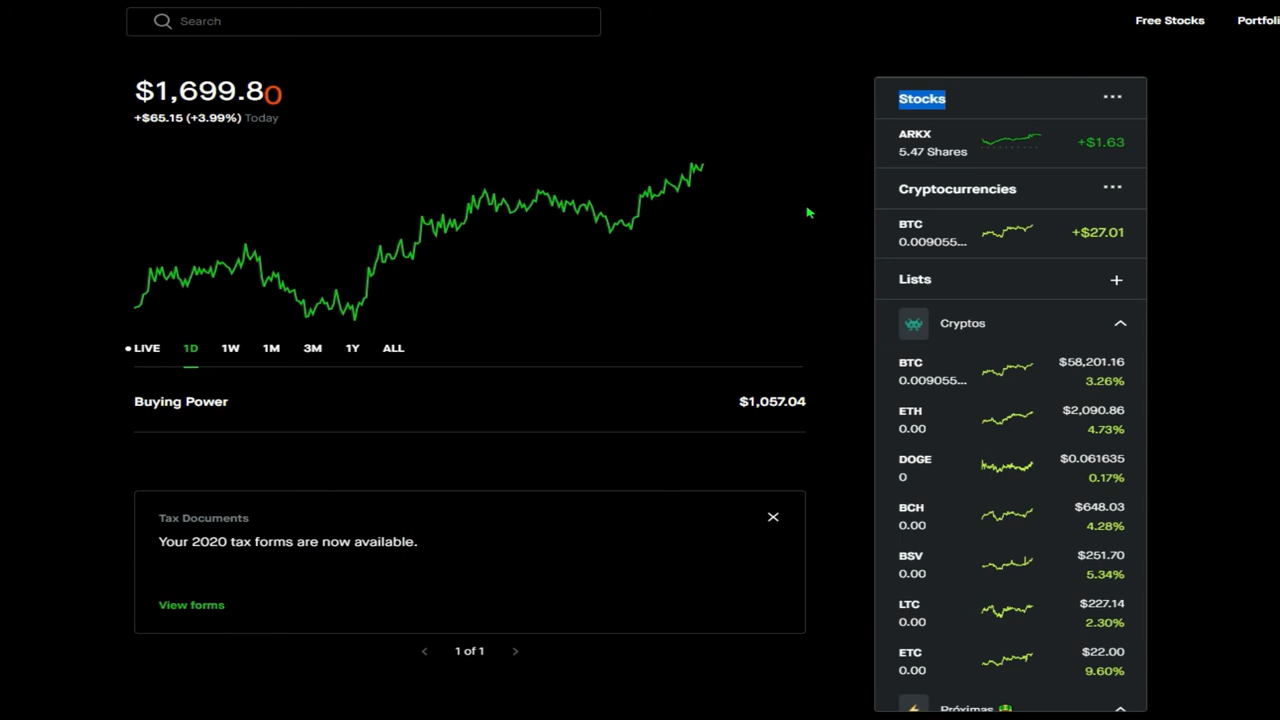 Search
Free Stocks
Portfoli
$1,699.80
+$65.15 (+3.99%) Today
LIVE
1D
1W
1M
3M
1Y
ALL
Buying Power
$1,057.04
Tax Documents
Your 2020 tax forms are now available.
View forms
1 of 1
Stocks
ARKX
5.47 Shares
+$1.63
Cryptocurrencies
BTC
0.009055...
+$27.01
Lists
Cryptos
BTC
0.009055...
$58,201.16
3.26%
ETH
0.00
$2,090.86
4.73%
DOGE
0
$0.061635
0.17%
BCH
0.00
$648.03
4.28%
BSV
0.00
$251.70
5.34%
LTC
0.00
$227.14
2.30%
ETC
0.00
$22.00
9.60%
Próximas